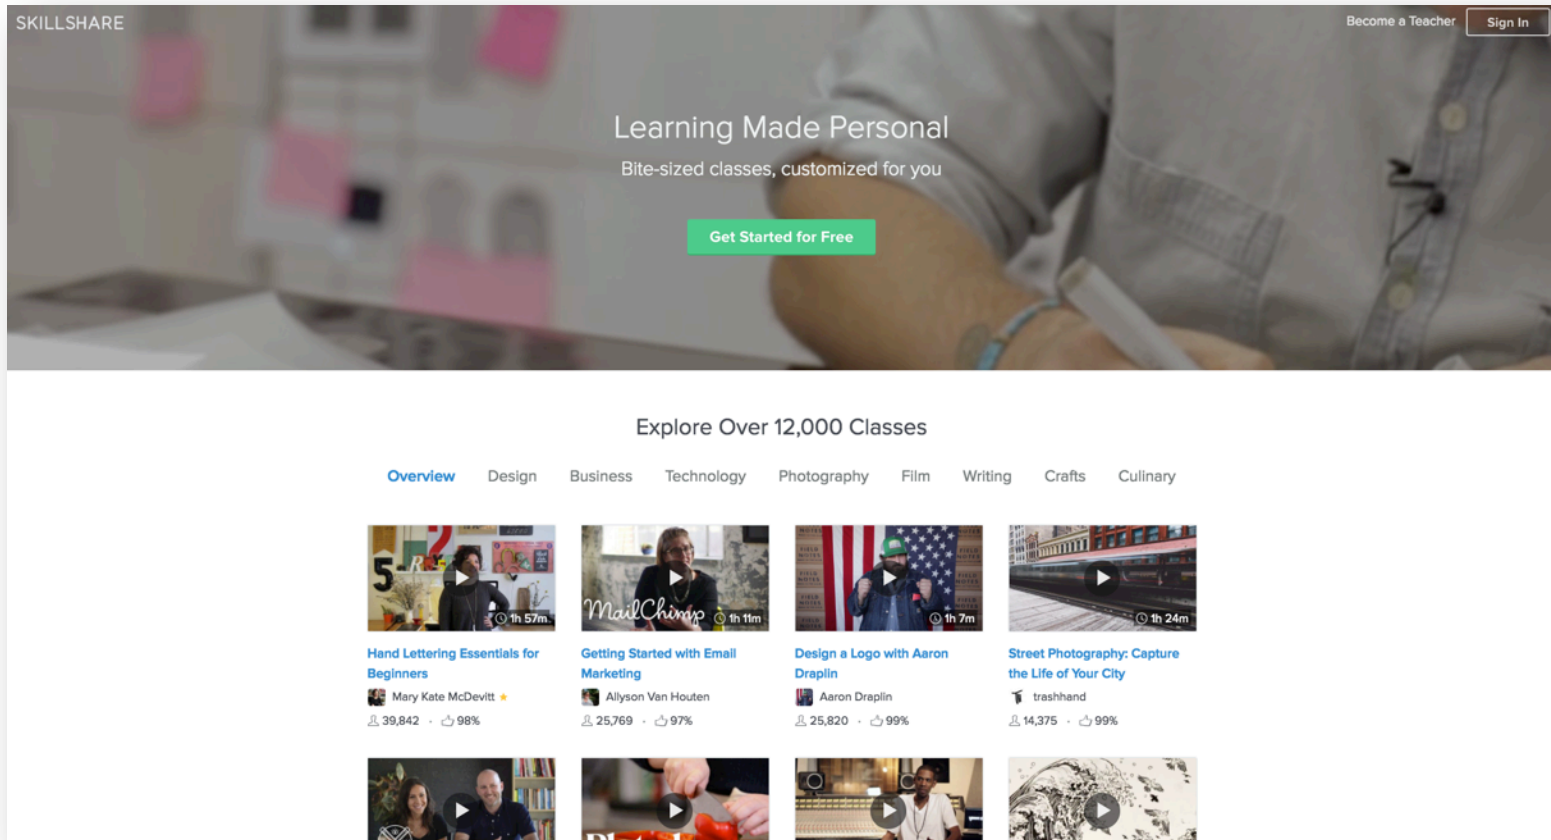 SKILLSHARE
Become a Teacher
Sign In
Learning Made Personal
Bite-sized classes, customized for you
Get Started for Free
Explore Over 12,000 Classes
Overview Design Business Technology Photography Film Writing Crafts Culinary
5
1h 57m
MailChimp
1h 11m
FIELD NOTES
1h 7m
1h 24m
Hand Lettering Essentials for
Beginners
Mary Kate McDevitt
39,842 · 98%
Getting Started with Email
Marketing
Allyson Van Houten
25,769 · 97%
Design a Logo with Aaron
Draplin
Aaron Draplin
25,820 · 99%
Street Photography: Capture
the Life of Your City
trashhand
14,375 · 99%